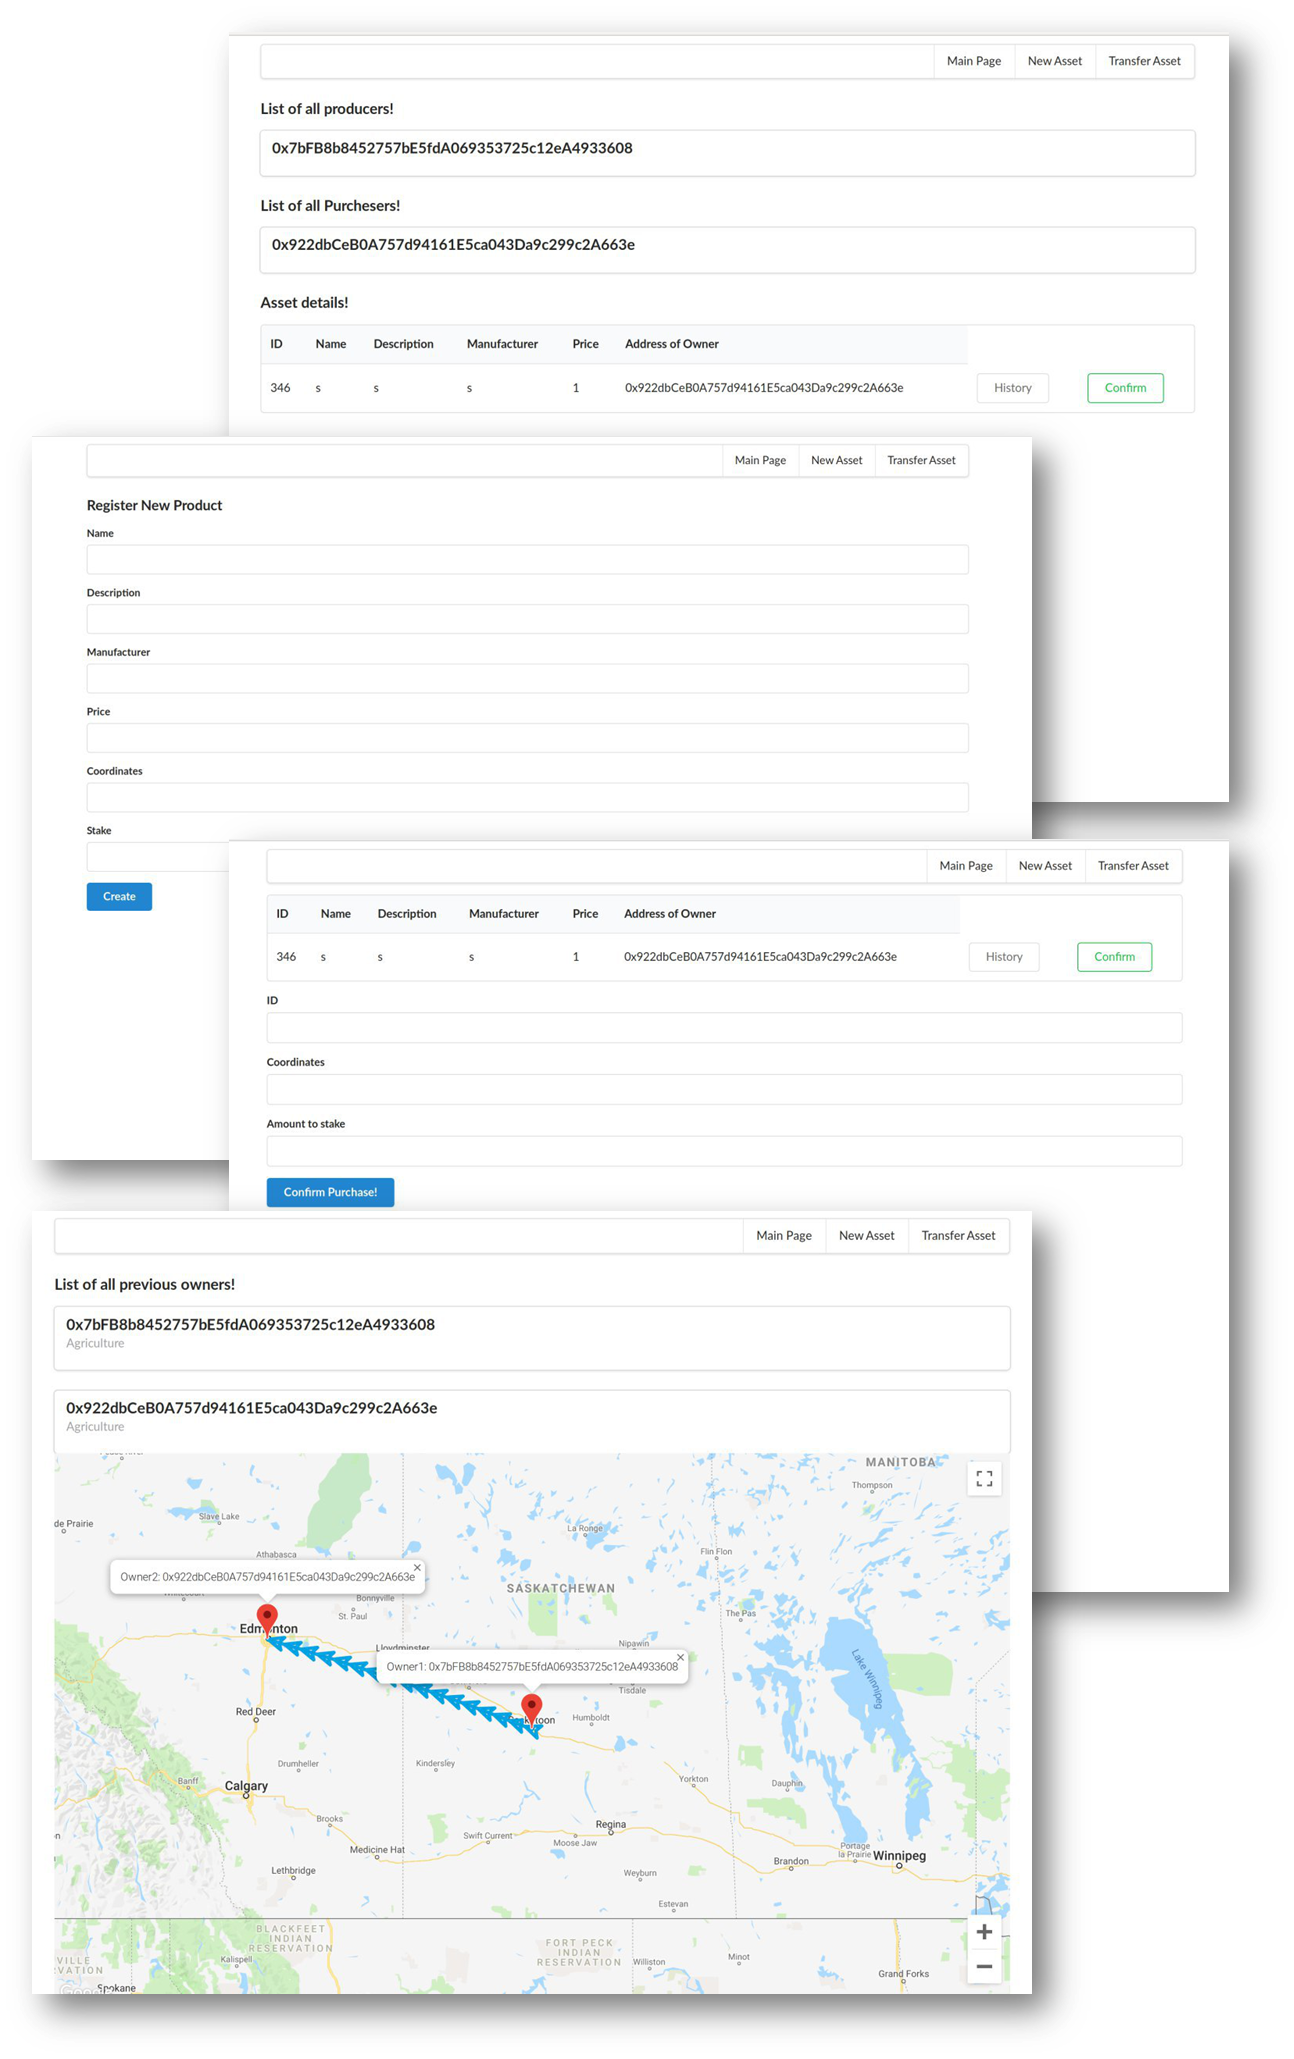 Main Page New Asset Transfer Asset
List of all producers!
0x7bFB8b8452757bE5fdA069353725c12eA4933608
List of all Purchesers!
0x922dbCeB0A757d94161E5ca043Da9c299c2A663e
Asset details!
ID Name Description Manufacturer Price Address of Owner
346 s s s 1 0x922dbCeB0A757d94161E5ca043Da9c299c2A663e History Confirm
Main Page New Asset Transfer Asset
Register New Product
Name
Description
Manufacturer
Price
Coordinates
Stake
Create
Main Page New Asset Transfer Asset
ID Name Description Manufacturer Price Address of Owner
346 s s s 1 0x922dbCeB0A757d94161E5ca043Da9c299c2A663e History Confirm
ID
Coordinates
Amount to stake
Confirm Purchase!
Main Page New Asset Transfer Asset
List of all previous owners!
0x7bFB8b8452757bE5fdA069353725c12eA4933608
Agriculture
0x922dbCeB0A757d94161E5ca043Da9c299c2A663e
Agriculture
MANITOBA
Thompson
Slave Lake
de Prairie
La Ronge
Flin Flon
Athabasca
Owner2: 0x922dbCeB0A757d94161E5ca043Da9c299c2A663e
SASKATCHEWAN
Bonnyville
St. Paul
The Pas
Edmonton
Nipawin
Lloydminster
Owner1: 0x7bFB8b8452757bE5fdA069353725c12eA4933608
Lake Winnipeg
Tisdale
Red Deer
Humboldt
Drumheller
Kindersley
Banff
Calgary
Yorkton
Dauphin
Brooks
Regina
Swift Current
Moose Jaw
Medicine Hat
Portage
la Prairie
Winnipeg
Brandon
Lethbridge
Weyburn
Estevan
BLACKFEET
INDIAN
RESERVATION
FORT PECK
INDIAN
RESERVATION
Kalispell
Williston
Minot
Grand Forks
VILLE
VATION
Spokane